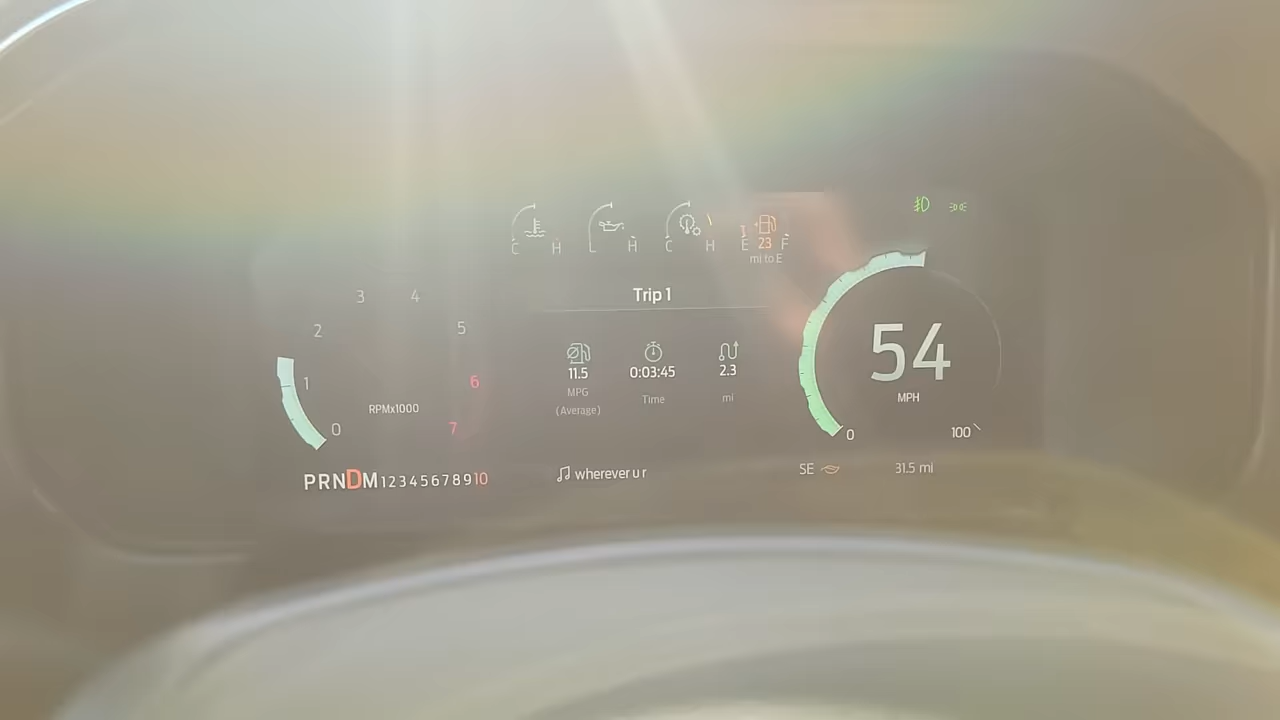 C H L H C H E 23 F
mi to E
Trip 1
11.5 0:03:45 2.3
MPG Time mi
(Average)
3 4
2 5
1 6
RPMx1000
0 7
54
MPH
0 100
PRNDM12345678910
wherever u r
SE 31.5 mi